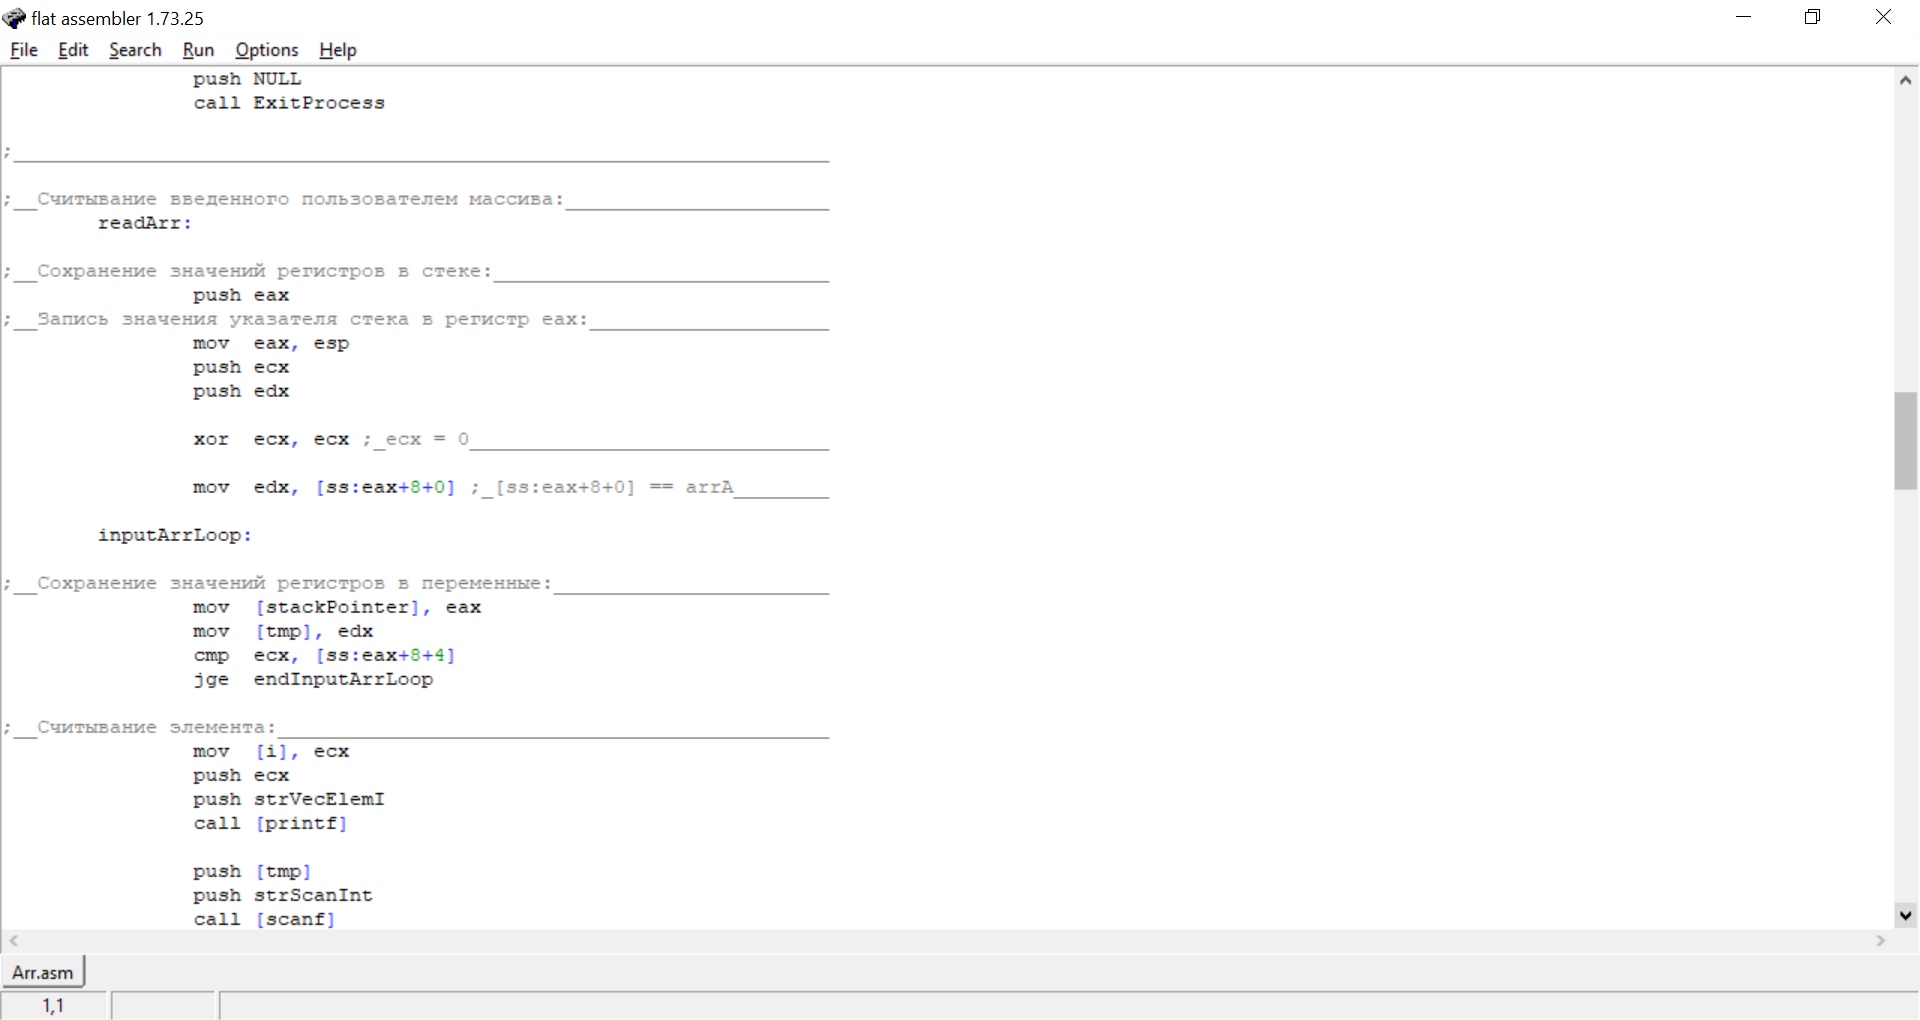 flat assembler 1.73.25
File Edit Search Run Options Help
push NULL
call ExitProcess
;____________________________________________________________________
;__Считывание введенного пользователем массива:______________________
readArr:
;__Сохранение значений регистров в стеке:____________________________
push eax
;__Запись значения указателя стека в регистр eax:____________________
mov eax, esp
push ecx
push edx
xor ecx, ecx ;_ecx = 0______________________________
mov edx, [ss:eax+8+0] ;_[ss:eax+8+0] == arrA________
inputArrLoop:
;__Сохранение значений регистров в переменные:_______________________
mov [stackPointer], eax
mov [tmp], edx
cmp ecx, [ss:eax+8+4]
jge endInputArrLoop
;__Считывание элемента:______________________________________________
mov [i], ecx
push ecx
push strVecElemI
call [printf]
push [tmp]
push strScanInt
call [scanf]
Arr.asm
1,1